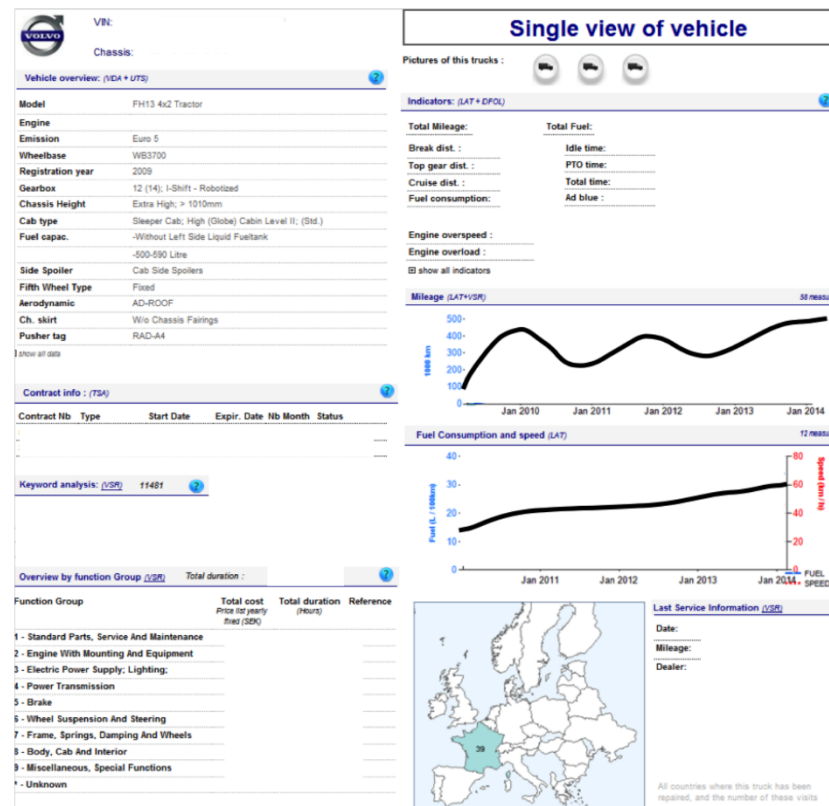 VOLVO
VIN:
Chassis:
Vehicle overview: (VDA + UTS)
?
Model FH13 4x2 Tractor
Engine
Emission Euro 5
Wheelbase WB3700
Registration year 2009
Gearbox 12 (14); I-Shift - Robotized
Chassis Height Extra High; > 1010mm
Cab type Sleeper Cab; High (Globe) Cabin Level II; (Std.)
Fuel capac. -Without Left Side Liquid Fueltank
-500-590 Litre
Side Spoiler Cab Side Spoilers
Fifth Wheel Type Fixed
Aerodynamic AD-ROOF
Ch. skirt W/o Chassis Fairings
Pusher tag RAD-A4
show all data
Contract info : (TSA)
?
Contract Nb Type Start Date Expir. Date Nb Month Status
Keyword analysis: (VSR) 11481
?
Overview by function Group (VSR) Total duration :
?
Function Group Total cost Total duration Reference
Price list yearly (Hours)
fixed (SEK)
1 - Standard Parts, Service And Maintenance
2 - Engine With Mounting And Equipment
3 - Electric Power Supply; Lighting;
4 - Power Transmission
5 - Brake
6 - Wheel Suspension And Steering
7 - Frame, Springs, Damping And Wheels
8 - Body, Cab And Interior
9 - Miscellaneous, Special Functions
* - Unknown
Single view of vehicle
Pictures of this trucks :
Indicators: (LAT + DFOL)
?
Total Mileage: Total Fuel:
Break dist. : Idle time:
Top gear dist. : PTO time:
Cruise dist. : Total time:
Fuel consumption: Ad blue :
Engine overspeed :
Engine overload :
show all indicators
Mileage (LAT+VSR) 58 measu
1000 km
500
400
300
200
100
0
Jan 2010 Jan 2011 Jan 2012 Jan 2013 Jan 2014
Fuel Consumption and speed (LAT) 12 measu
Fuel (L / 100km)
40
30
20
10
0
80
60
40
20
0
Speed (km / h)
Jan 2011 Jan 2012 Jan 2013 Jan 2014
FUEL
SPEED
39
Last Service Information (VSR)
Date:
Mileage:
Dealer:
All countries where this truck has been
repaired, and the number of these visits